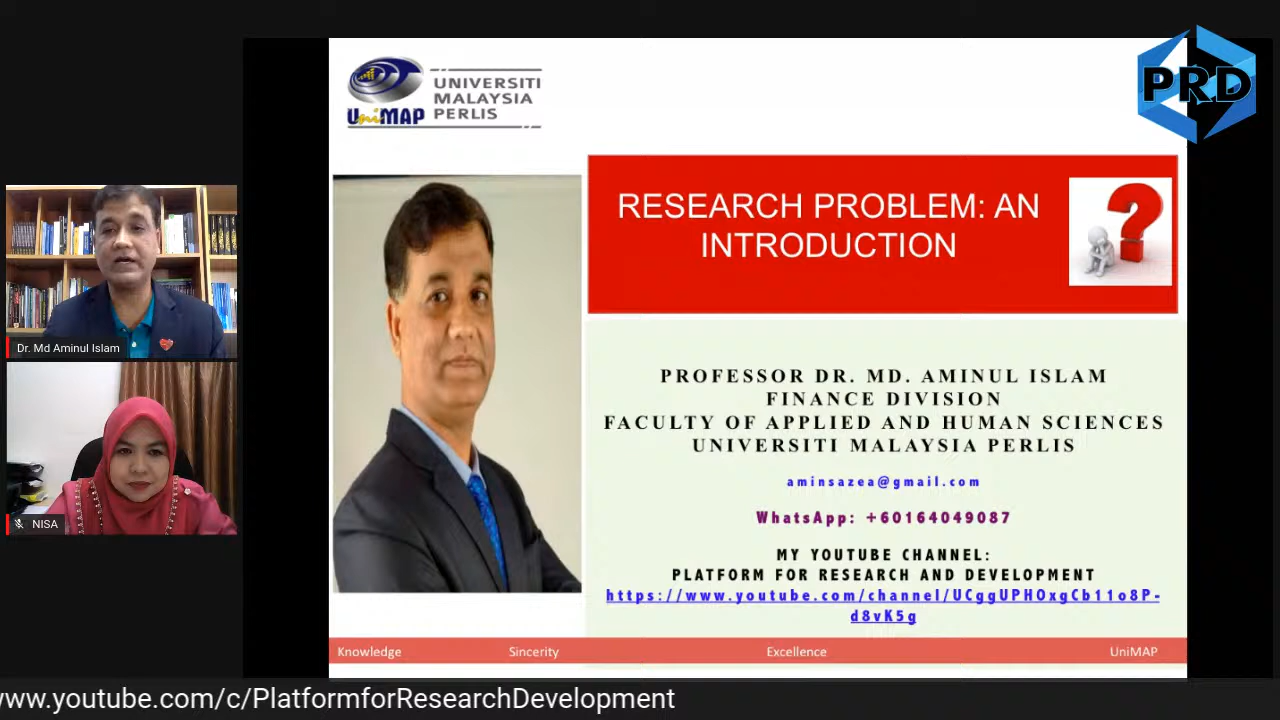 UniMAP
UNIVERSITI
MALAYSIA
PERLIS
PRD
RESEARCH PROBLEM: AN
INTRODUCTION
Dr. Md Aminul Islam
NISA
PROFESSOR DR. MD. AMINUL ISLAM
FINANCE DIVISION
FACULTY OF APPLIED AND HUMAN SCIENCES
UNIVERSITI MALAYSIA PERLIS
aminsazea@gmail.com
WhatsApp: +60164049087
MY YOUTUBE CHANNEL:
PLATFORM FOR RESEARCH AND DEVELOPMENT
https://www.youtube.com/channel/UCggUPHOxgCb11o8P-
d8vK5g
Knowledge Sincerity Excellence UniMAP
www.youtube.com/c/PlatformforResearchDevelopment